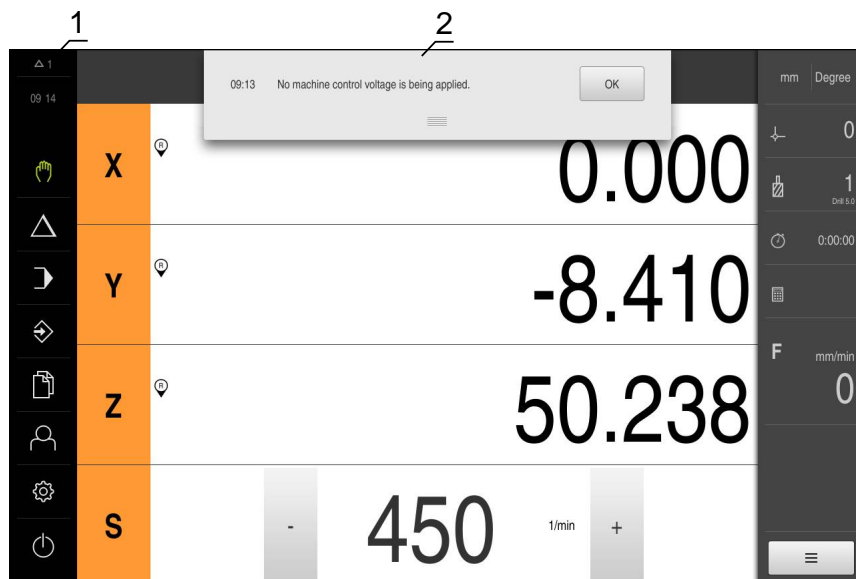 1
2
1
09 14
09:13 No machine control voltage is being applied.
OK
mm Degree
X R 0.000
0
1
Drill 5.0
Y R -8.410
0:00:00
Z R 50.238
F mm/min
0
S - 450 1/min +